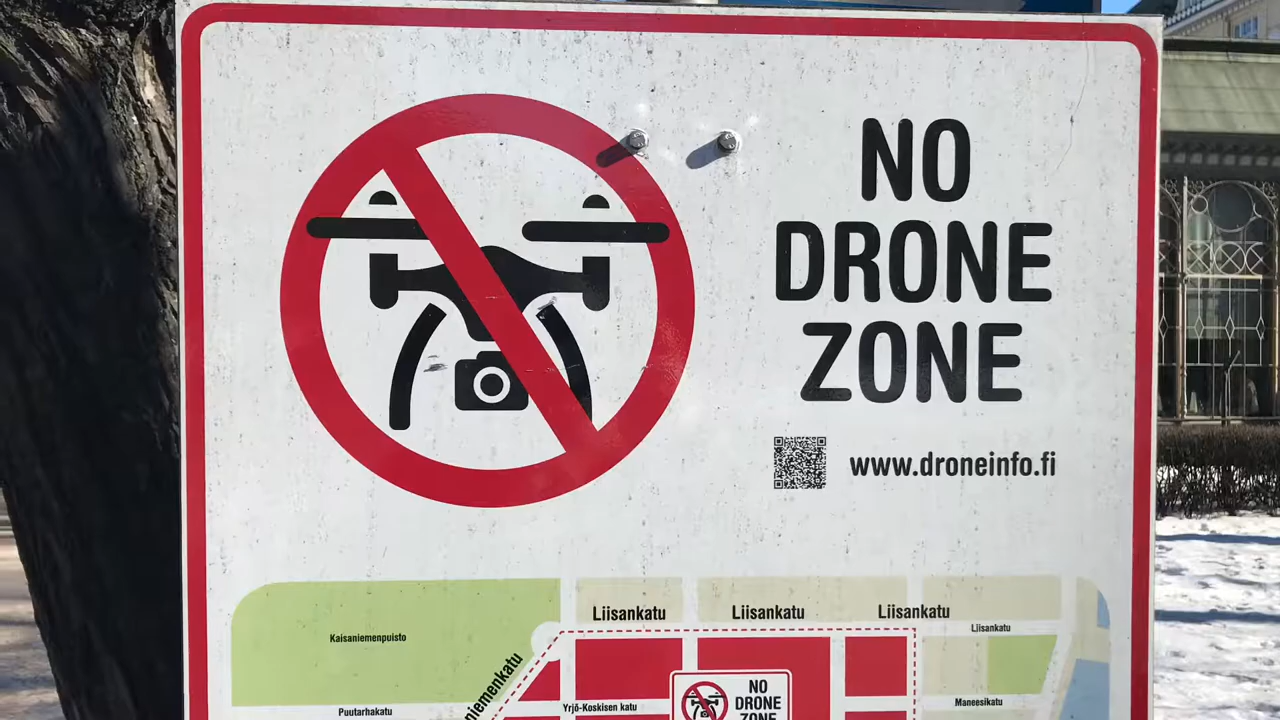 NO
DRONE
ZONE
www.droneinfo.fi
Liisankatu Liisankatu Liisankatu
Liisankatu
Kaisaniemenpuisto
NO
DRONE
ZONE
Maneesikatu
Yrjö-Koskisen katu
Puutarhakatu